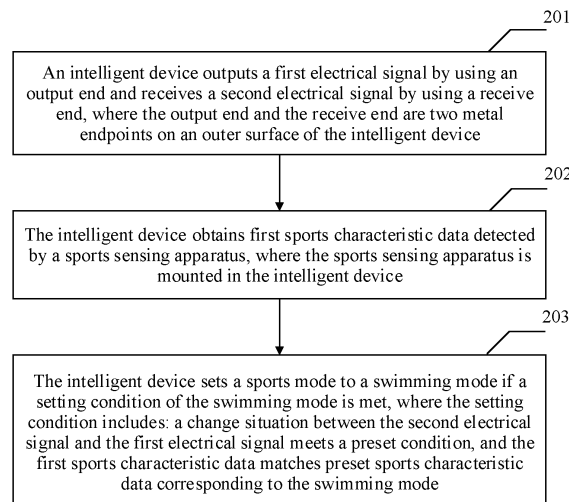 201
An intelligent device outputs a first electrical signal by using an
output end and receives a second electrical signal by using a receive
end, where the output end and the receive end are two metal
endpoints on an outer surface of the intelligent device
202
The intelligent device obtains first sports characteristic data detected
by a sports sensing apparatus, where the sports sensing apparatus is
mounted in the intelligent device
203
The intelligent device sets a sports mode to a swimming mode if a
setting condition of the swimming mode is met, where the setting
condition includes: a change situation between the second electrical
signal and the first electrical signal meets a preset condition, and the
first sports characteristic data matches preset sports characteristic
data corresponding to the swimming mode